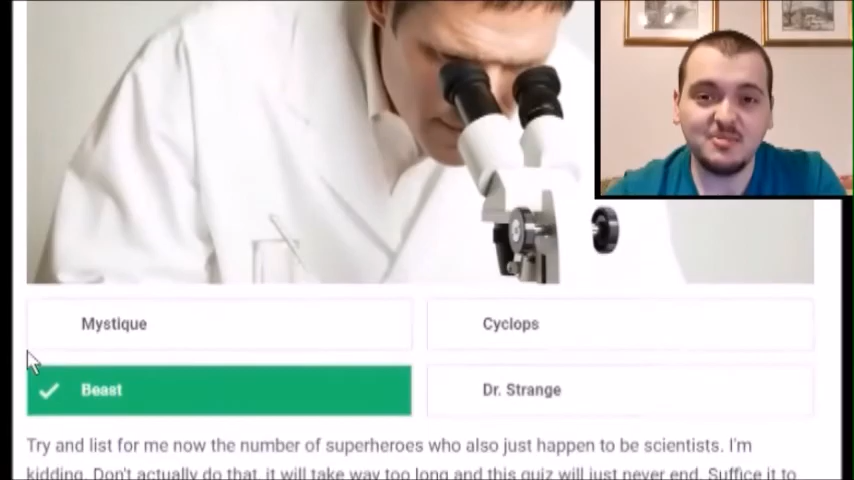 Mystique
Cyclops
Beast
Dr. Strange
Try and list for me now the number of superheroes who also just happen to be scientists. I'm
kidding. Don't actually do that, it will take way too long and this quiz will just never end. Suffice it to